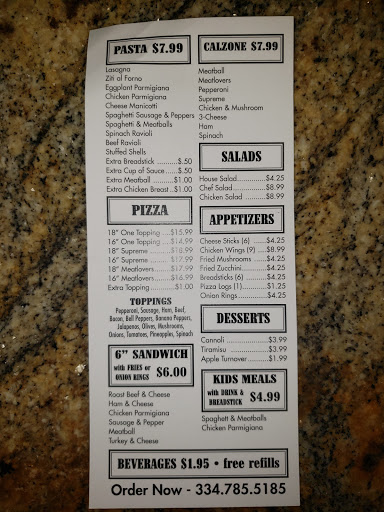 PASTA $7.99
Lasagna
Ziti al Forno
Eggplant Parmigiana
Chicken Parmigiana
Cheese Manicotti
Spaghetti Sausage & Peppers
Spaghetti & Meatballs
Spinach Ravioli
Beef Ravioli
Stuffed Shells
Extra Breadstick ..........$.50
Extra Cup of Sauce.....$.50
Extra Meatball ..........$1.00
Extra Chicken Breast ..$1.00
PIZZA
18" One Topping ...$15.99
16" One Topping ...$14.99
18" Supreme .........$18.99
16" Supreme .........$17.99
18" Meatlovers ......$17.99
16" Meatlovers ......$16.99
Extra Topping ..........$1.00
TOPPINGS
Pepperoni, Sausage, Ham, Beef,
Bacon, Bell Peppers, Banana Peppers,
Jalapenos, Olives, Mushrooms,
Onions, Tomatoes, Pineapples, Spinach
6" SANDWICH
with FRIES or
ONION RINGS $6.00
Roast Beef & Cheese
Ham & Cheese
Chicken Parmigiana
Sausage & Pepper
Meatball
Turkey & Cheese
CALZONE $7.99
Meatball
Meatlovers
Pepperoni
Supreme
Chicken & Mushroom
3-Cheese
Ham
Spinach
SALADS
House Salad............$4.25
Chef Salad..............$8.99
Chicken Salad .........$8.99
APPETIZERS
Cheese Sticks (6) ......$4.25
Chicken Wings (9) ....$8.99
Fried Mushrooms ......$4.25
Fried Zucchini...........$4.25
Breadsticks (6) .........$4.25
Pizza Logs (1)...........$1.25
Onion Rings.............$4.25
DESSERTS
Cannoli ..................$3.99
Tiramisu .................$3.99
Apple Turnover.........$1.99
KIDS MEALS
with DRINK &
BREADSTICK $4.99
Spaghetti & Meatballs
Chicken Parmigiana
BEVERAGES $1.95 • free refills
Order Now - 334.785.5185